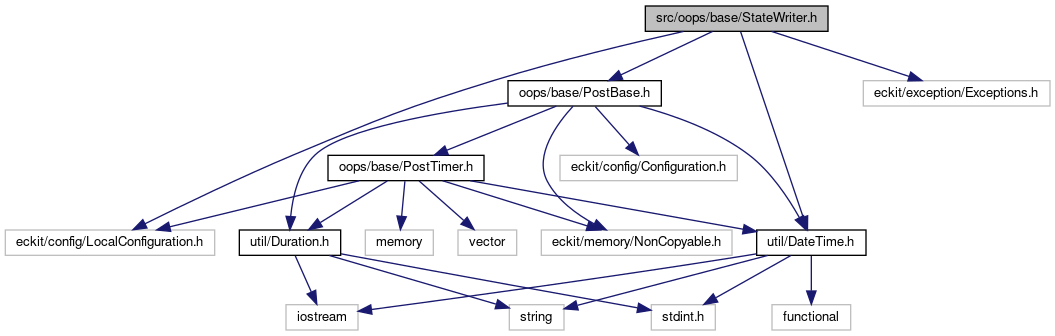 src/oops/base/StateWriter.h
oops/base/PostBase.h
eckit/exception/Exceptions.h
oops/base/PostTimer.h
eckit/config/Configuration.h
eckit/config/LocalConfiguration.h
util/Duration.h
memory
vector
eckit/memory/NonCopyable.h
util/DateTime.h
iostream
string
stdint.h
functional